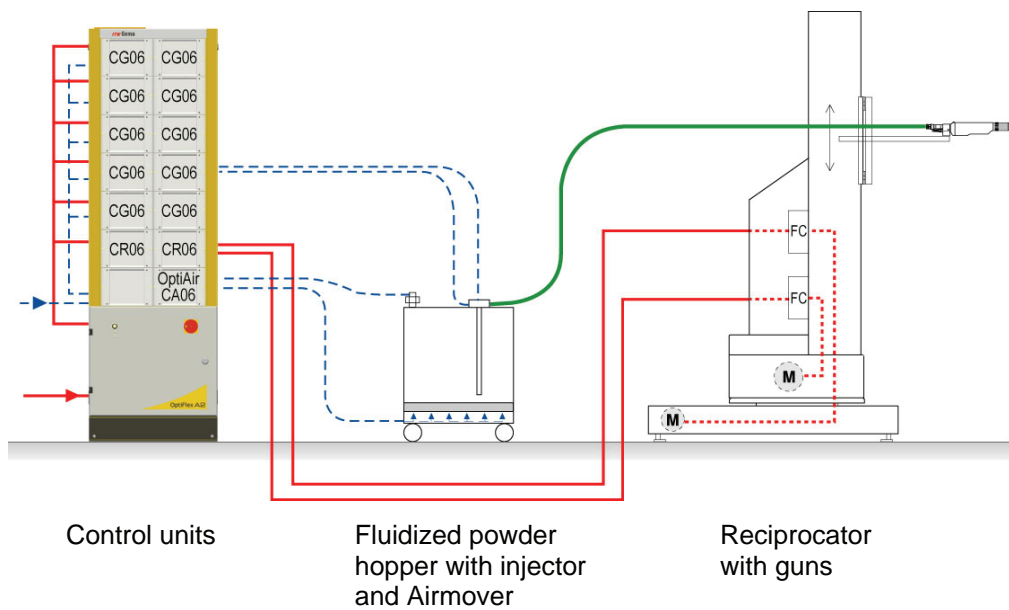 ITW Gema
CG06 CG06
CG06 CG06
CG06 CG06
CG06 CG06
CG06 CG06
CR06 CR06
OptiAir
CA06
OptiFlex A2
FC
FC
M
M
Control units
Fluidized powder
hopper with injector
and Airmover
Reciprocator
with guns